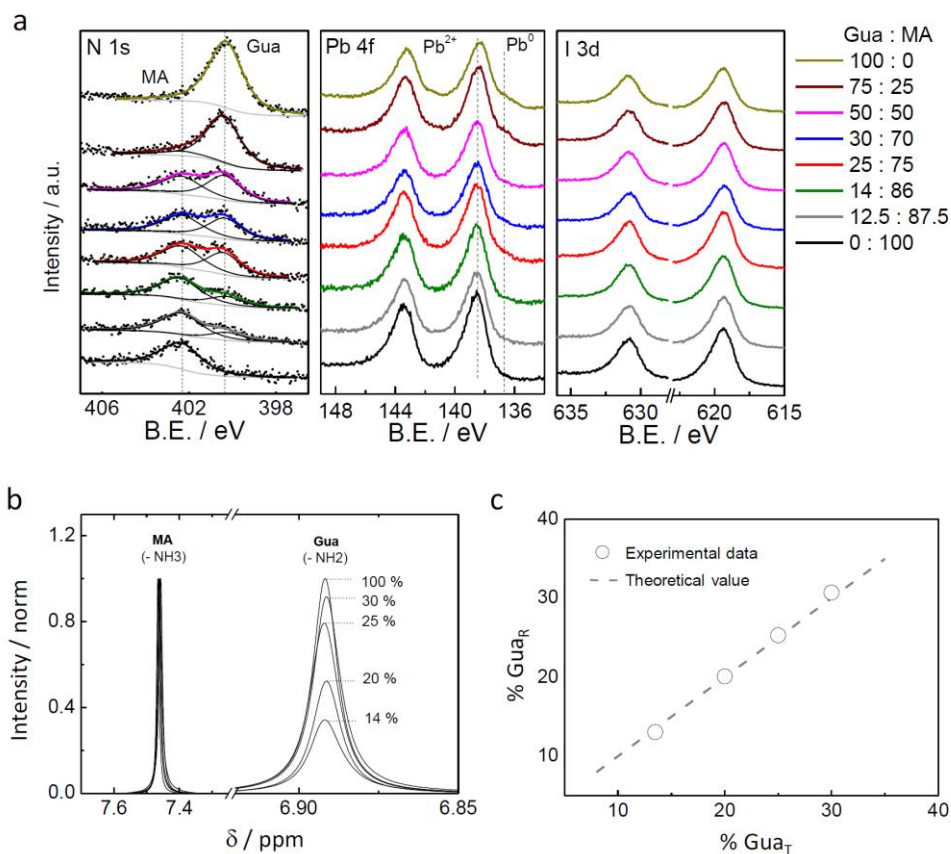 a
N 1s
MA
Gua
Pb 4f
Pb²⁺
Pb⁰
I 3d
Gua : MA
100 : 0
75 : 25
50 : 50
30 : 70
25 : 75
14 : 86
12.5 : 87.5
0 : 100
Intensity / a.u.
406 402 398
B.E. / eV
148 144 140 136
B.E. / eV
635 630 620 615
B.E. / eV
b
1.2
0.8
0.4
0.0
Intensity / norm
MA
(- NH3)
Gua
(- NH2)
100 %
30 %
25 %
20 %
14 %
7.6 7.4 6.90 6.85
δ / ppm
c
40
30
20
10
% Gua_R
Experimental data
Theoretical value
10 20 30 40
% Gua_T